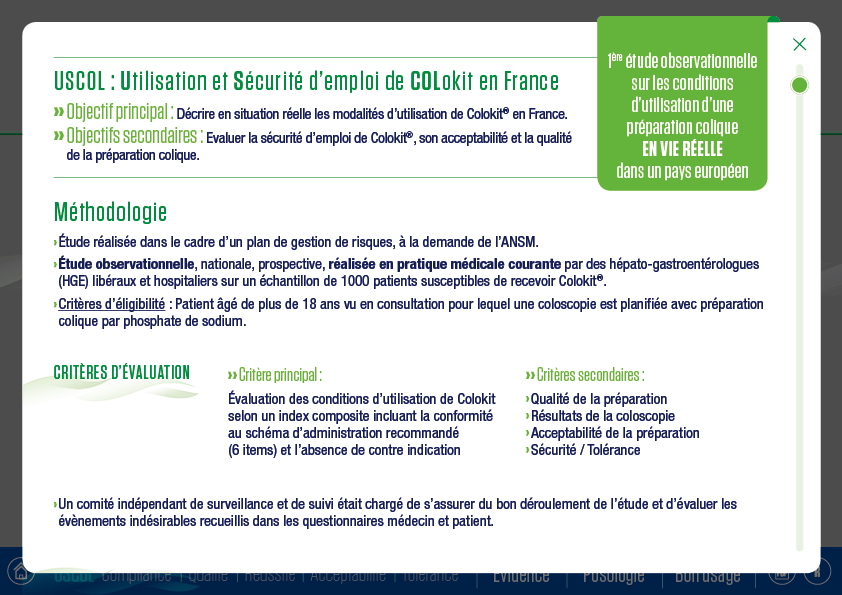 1ère étude observationnelle
sur les conditions
d'utilisation d'une
préparation colique
EN VIE RÉELLE
dans un pays européen
USCOL : Utilisation et Sécurité d'emploi de COLokit en France
›› Objectif principal : Décrire en situation réelle les modalités d'utilisation de Colokit® en France.
›› Objectifs secondaires : Evaluer la sécurité d'emploi de Colokit®, son acceptabilité et la qualité
de la préparation colique.
Méthodologie
› Étude réalisée dans le cadre d'un plan de gestion de risques, à la demande de l'ANSM.
› Étude observationnelle, nationale, prospective, réalisée en pratique médicale courante par des hépato-gastroentérologues
(HGE) libéraux et hospitaliers sur un échantillon de 1000 patients susceptibles de recevoir Colokit®.
› Critères d'éligibilité : Patient âgé de plus de 18 ans vu en consultation pour lequel une coloscopie est planifiée avec préparation
colique par phosphate de sodium.
CRITÈRES D'ÉVALUATION
›› Critère principal :
Évaluation des conditions d'utilisation de Colokit
selon un index composite incluant la conformité
au schéma d'administration recommandé
(6 items) et l'absence de contre indication
›› Critères secondaires :
› Qualité de la préparation
› Résultats de la coloscopie
› Acceptabilité de la préparation
› Sécurité / Tolérance
› Un comité indépendant de surveillance et de suivi était chargé de s'assurer du bon déroulement de l'étude et d'évaluer les
évènements indésirables recueillis dans les questionnaires médecin et patient.
USCOL Compliance | Qualité | Réussite | Acceptabilité | Tolérance | Evidence | Posologie | Bon usage